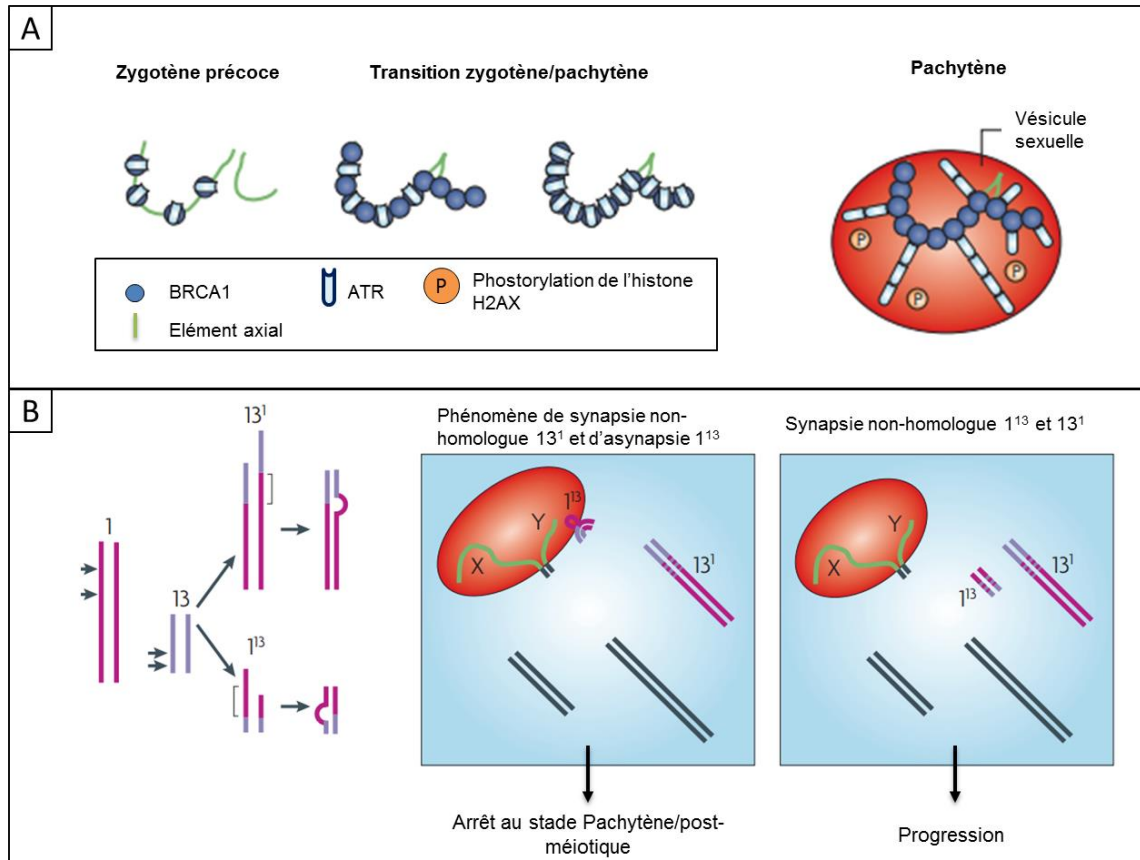 A
Zygotène précoce
Transition zygotène/pachytène
Pachytène
Vésicule
sexuelle
P
P
P
BRCA1
ATR
P
Phostorylation de l’histone
H2AX
Elément axial
B
1
13
13¹
1¹³
Phénomène de synapsie non-
homologue 13¹ et d’asynapsie 1¹³
X
Y
1¹³
13¹
Arrêt au stade Pachytène/post-
méiotique
Synapsie non-homologue 1¹³ et 13¹
X
Y
1¹³
13¹
Progression